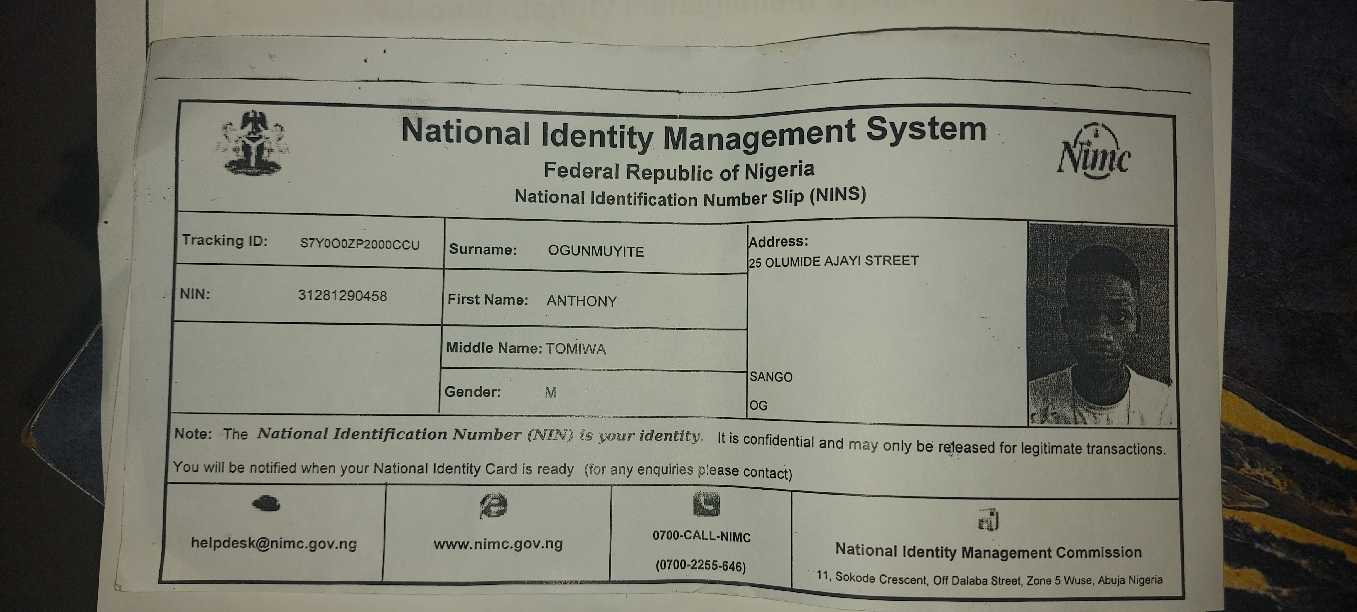 National Identity Management System
Federal Republic of Nigeria
National Identification Number Slip (NINS)
Nimc
Tracking ID: S7Y0O0ZP2000CCU
Surname: OGUNMUYITE
Address:
25 OLUMIDE AJAYI STREET
NIN: 31281290458
First Name: ANTHONY
Middle Name: TOMIWA
SANGO
Gender: M
OG
Note: The National Identification Number (NIN) is your identity. It is confidential and may only be released for legitimate transactions.
You will be notified when your National Identity Card is ready (for any enquiries please contact)
helpdesk@nimc.gov.ng
www.nimc.gov.ng
0700-CALL-NIMC
(0700-2255-646)
National Identity Management Commission
11, Sokode Crescent, Off Dalaba Street, Zone 5 Wuse, Abuja Nigeria